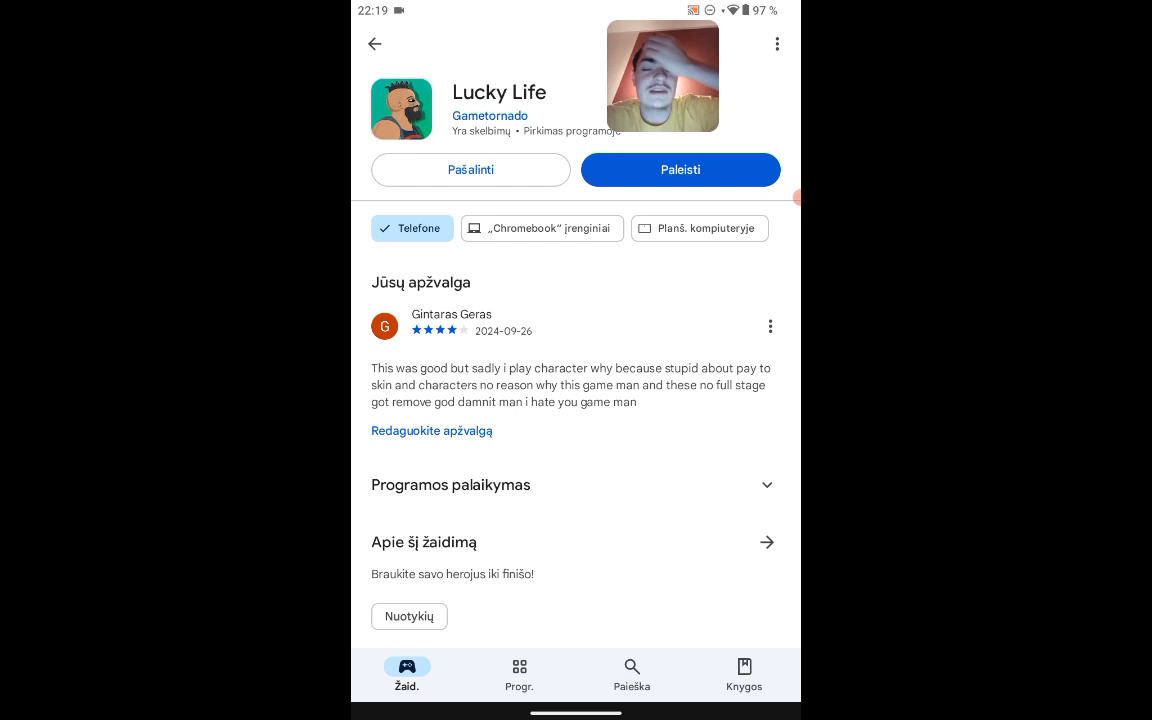 22:19 97 %
Lucky Life
Gametornado
Yra skelbimų • Pirkimas programoje
Pašalinti Paleisti
Telefone „Chromebook“ įrenginiai Planš. kompiuteryje
Jūsų apžvalga
G Gintaras Geras
2024-09-26
This was good but sadly i play character why because stupid about pay to
skin and characters no reason why this game man and these no full stage
got remove god damnit man i hate you game man
Redaguokite apžvalgą
Programos palaikymas
Apie šį žaidimą
Braukite savo herojus iki finišo!
Nuotykių
Žaid. Progr. Paieška Knygos